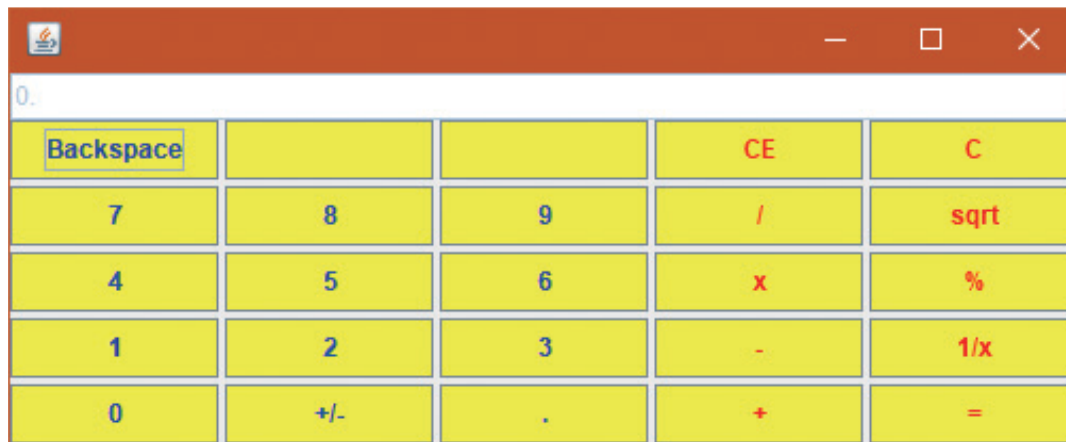 0.
Backspace CE C
7 8 9 / sqrt
4 5 6 x %
1 2 3 - 1/x
0 +/- . + =